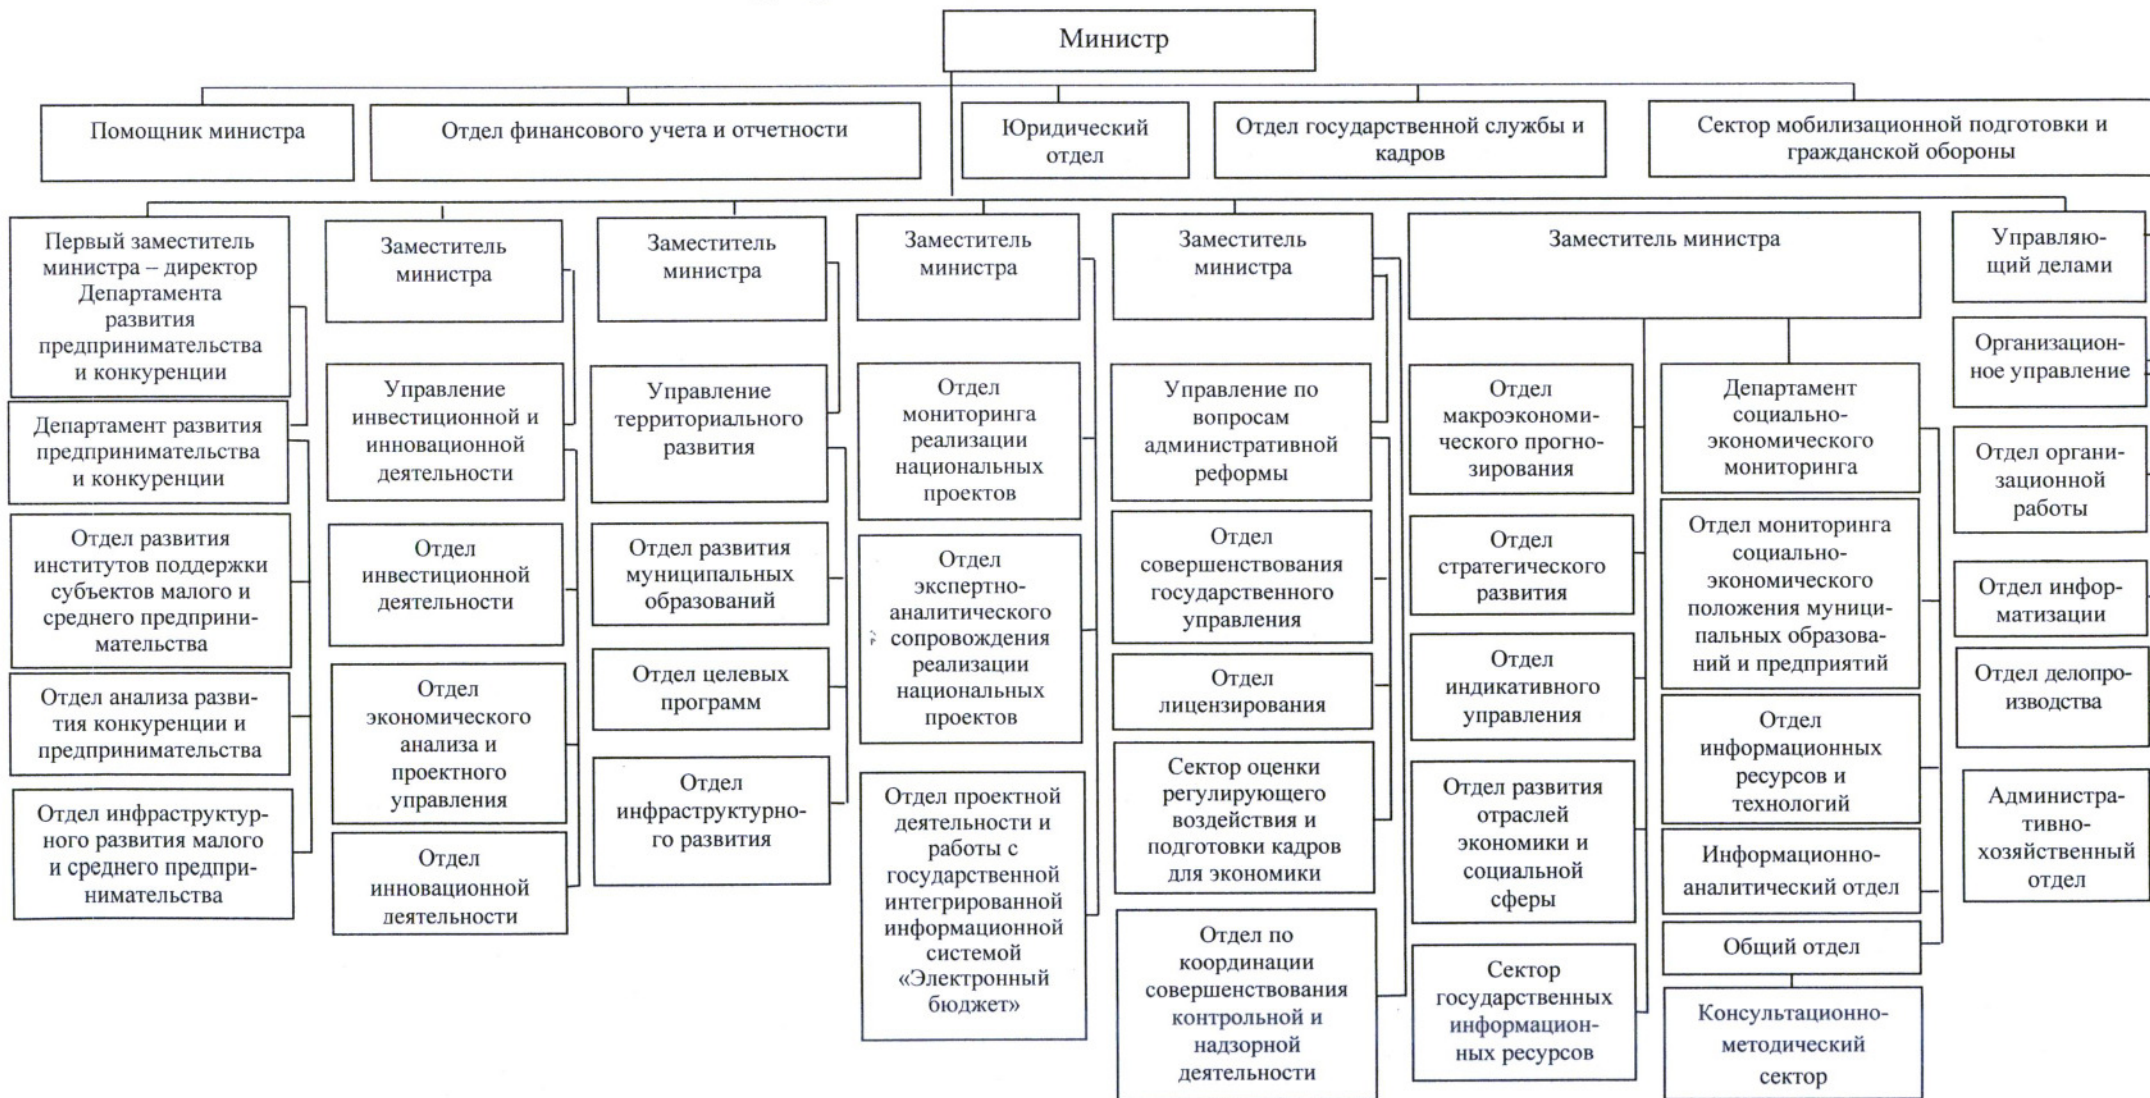 Министр
Помощник министра
Отдел финансового учета и отчетности
Юридический
отдел
Отдел государственной службы и
кадров
Сектор мобилизационной подготовки и
гражданской обороны
Первый заместитель
министра – директор
Департамента
развития
предпринимательства
и конкуренции
Департамент развития
предпринимательства
и конкуренции
Отдел развития
институтов поддержки
субъектов малого и
среднего предприни-
мательства
Отдел анализа разви-
тия конкуренции и
предпринимательства
Отдел инфраструктур-
ного развития малого
и среднего предпри-
нимательства
Заместитель
министра
Управление
инвестиционной и
инновационной
деятельности
Отдел
инвестиционной
деятельности
Отдел
экономического
анализа и
проектного
управления
Отдел
инновационной
деятельности
Заместитель
министра
Управление
территориального
развития
Отдел развития
муниципальных
образований
Отдел целевых
программ
Отдел
инфраструктурно-
го развития
Заместитель
министра
Отдел
мониторинга
реализации
национальных
проектов
Отдел
экспертно-
аналитического
сопровождения
реализации
национальных
проектов
Отдел проектной
деятельности и
работы с
государственной
интегрированной
информационной
системой
«Электронный
бюджет»
Заместитель
министра
Управление по
вопросам
административной
реформы
Отдел
совершенствования
государственного
управления
Отдел
лицензирования
Сектор оценки
регулирующего
воздействия и
подготовки кадров
для экономики
Отдел по
координации
совершенствования
контрольной и
надзорной
деятельности
Заместитель министра
Отдел
макроэкономи-
ческого прогно-
зирования
Отдел
стратегического
развития
Отдел
индикативного
управления
Отдел развития
отраслей
экономики и
социальной
сферы
Сектор
государственных
информацион-
ных ресурсов
Департамент
социально-
экономического
мониторинга
Отдел мониторинга
социально-
экономического
положения муници-
пальных образова-
ний и предприятий
Отдел
информационных
ресурсов и
технологий
Информационно-
аналитический отдел
Общий отдел
Консультационно-
методический
сектор
Управляю-
щий делами
Организацион-
ное управление
Отдел органи-
зационной
работы
Отдел инфор-
матизации
Отдел делопро-
изводства
Администра-
тивно-
хозяйственный
отдел